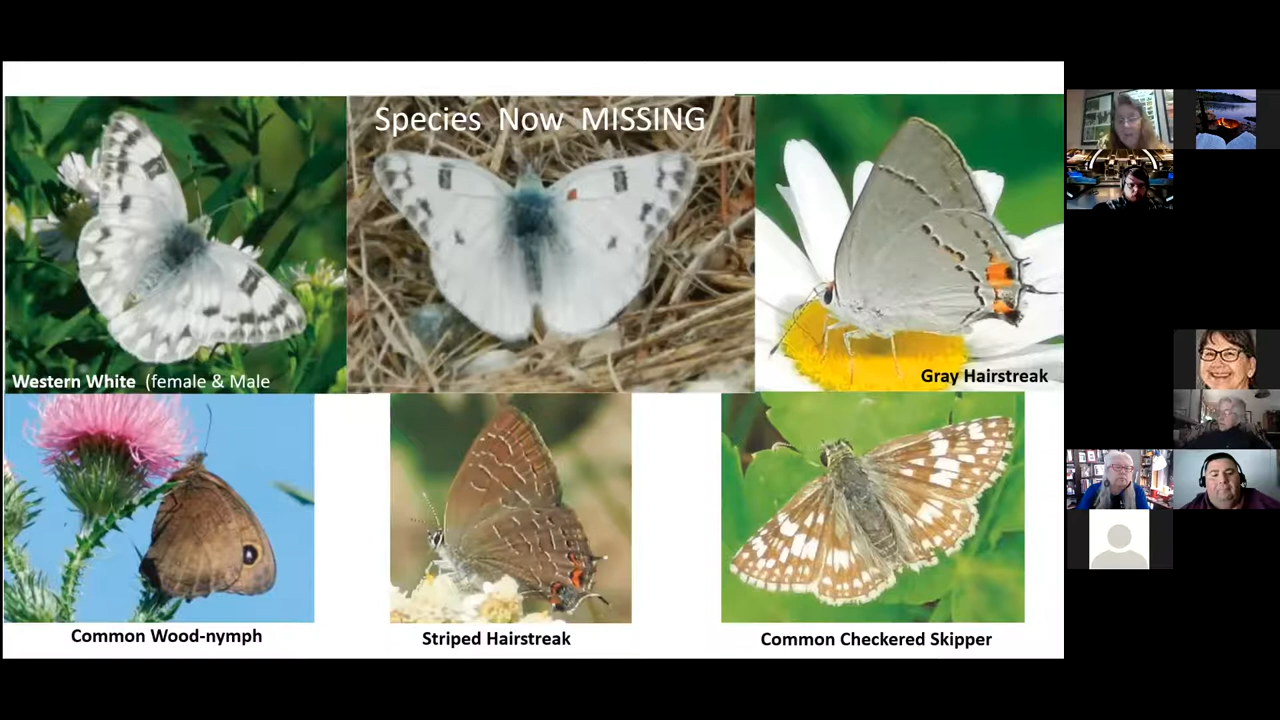 Species Now MISSING
Western White (female & Male
Gray Hairstreak
Common Wood-nymph
Striped Hairstreak
Common Checkered Skipper